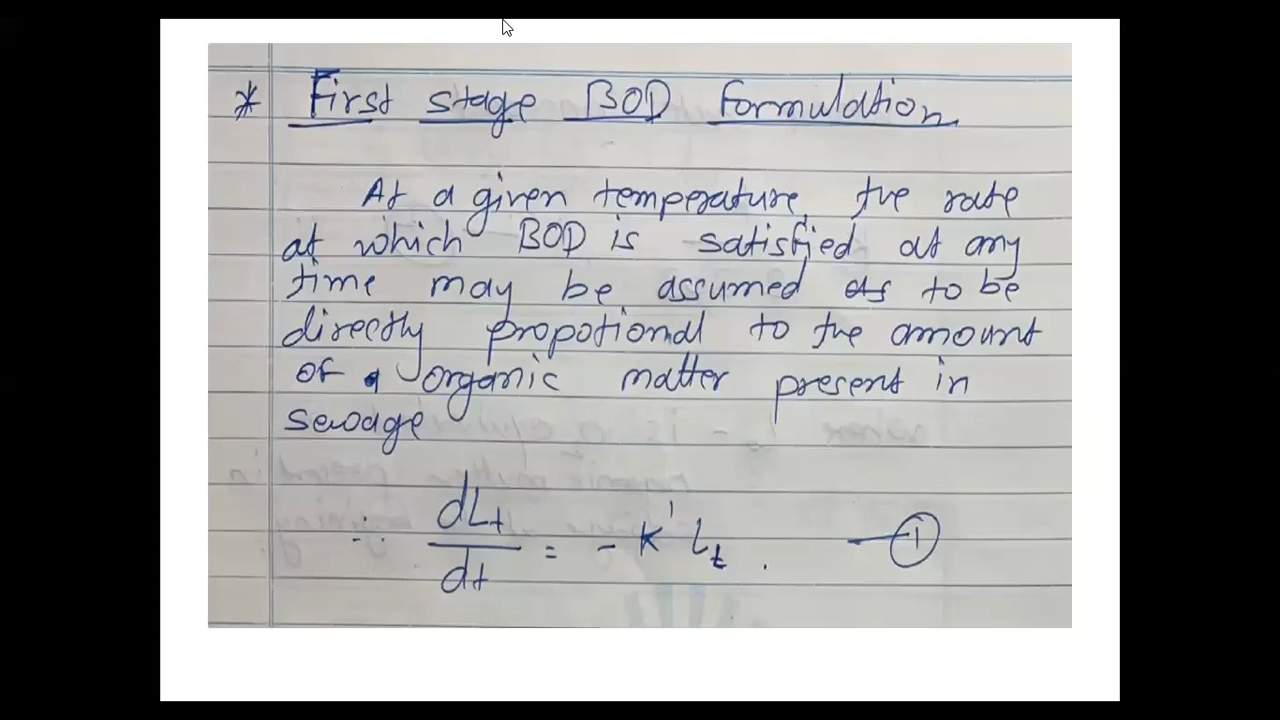 * First stage BOD Formulation
At a given temperature, the rate
at which BOD is satisfied at any
time may be assumed as to be
directly propotional to the amount
of organic matter present in
sewage
∴ dLt/dt = - K' Lt . — ①